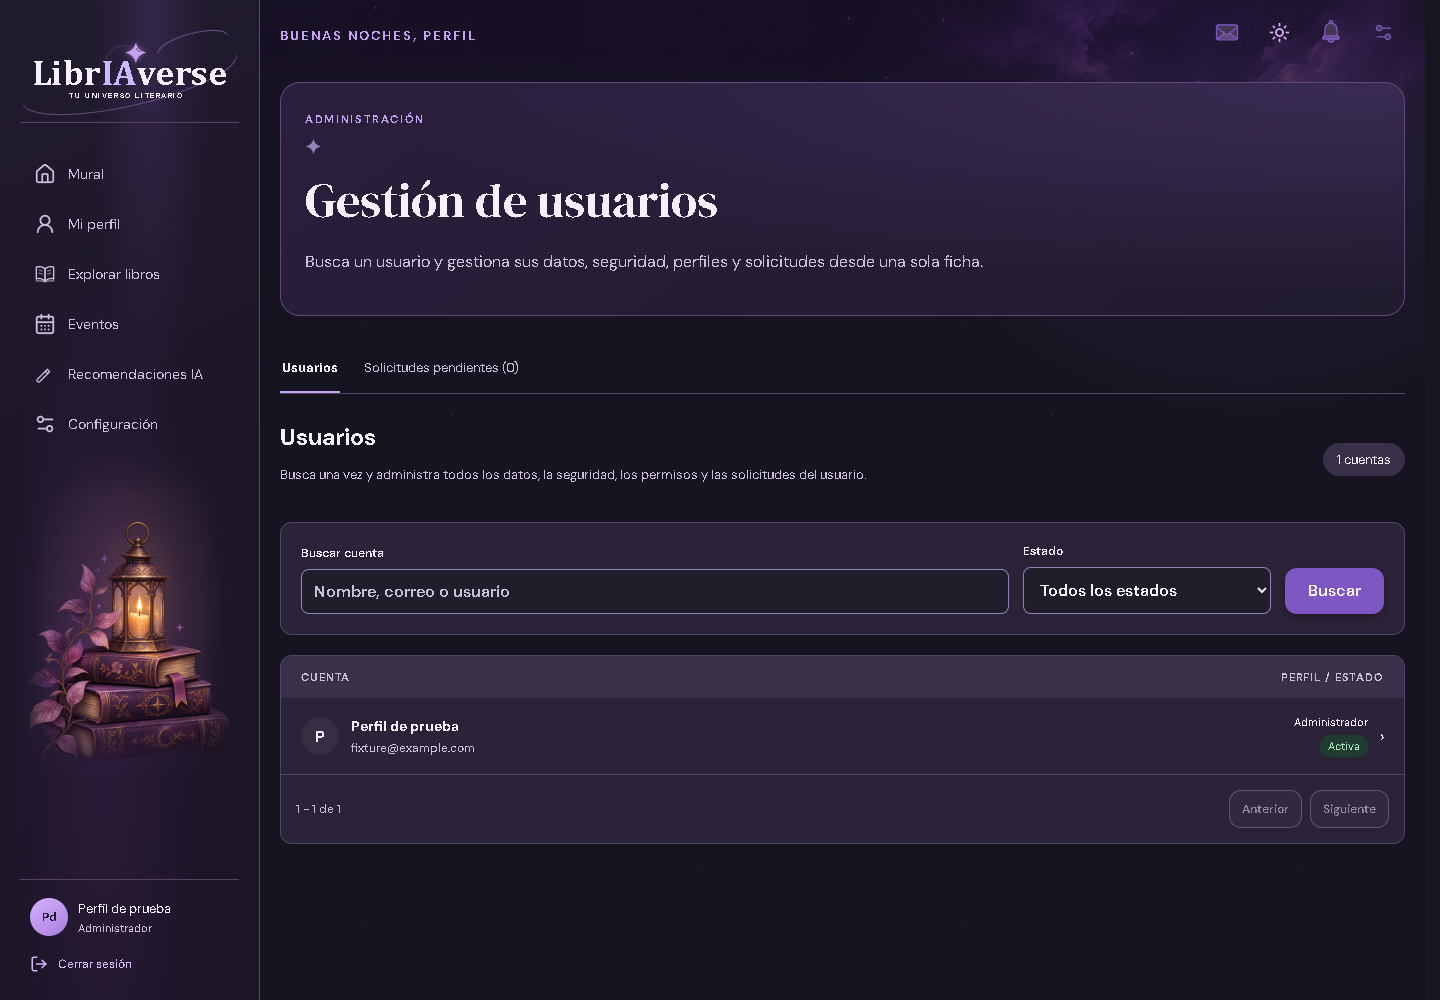 LibrIAverse
TU UNIVERSO LITERARIO
Mural
Mi perfil
Explorar libros
Eventos
Recomendaciones IA
Configuración
Pd
Perfil de prueba
Administrador
Cerrar sesión
BUENAS NOCHES, PERFIL
ADMINISTRACIÓN
Gestión de usuarios
Busca un usuario y gestiona sus datos, seguridad, perfiles y solicitudes desde una sola ficha.
Usuarios
Solicitudes pendientes (0)
Usuarios
Busca una vez y administra todos los datos, la seguridad, los permisos y las solicitudes del usuario.
1 cuentas
Buscar cuenta
Nombre, correo o usuario
Estado
Todos los estados
Buscar
CUENTA
PERFIL / ESTADO
P
Perfil de prueba
fixture@example.com
Administrador
Activa
1–1 de 1
Anterior
Siguiente